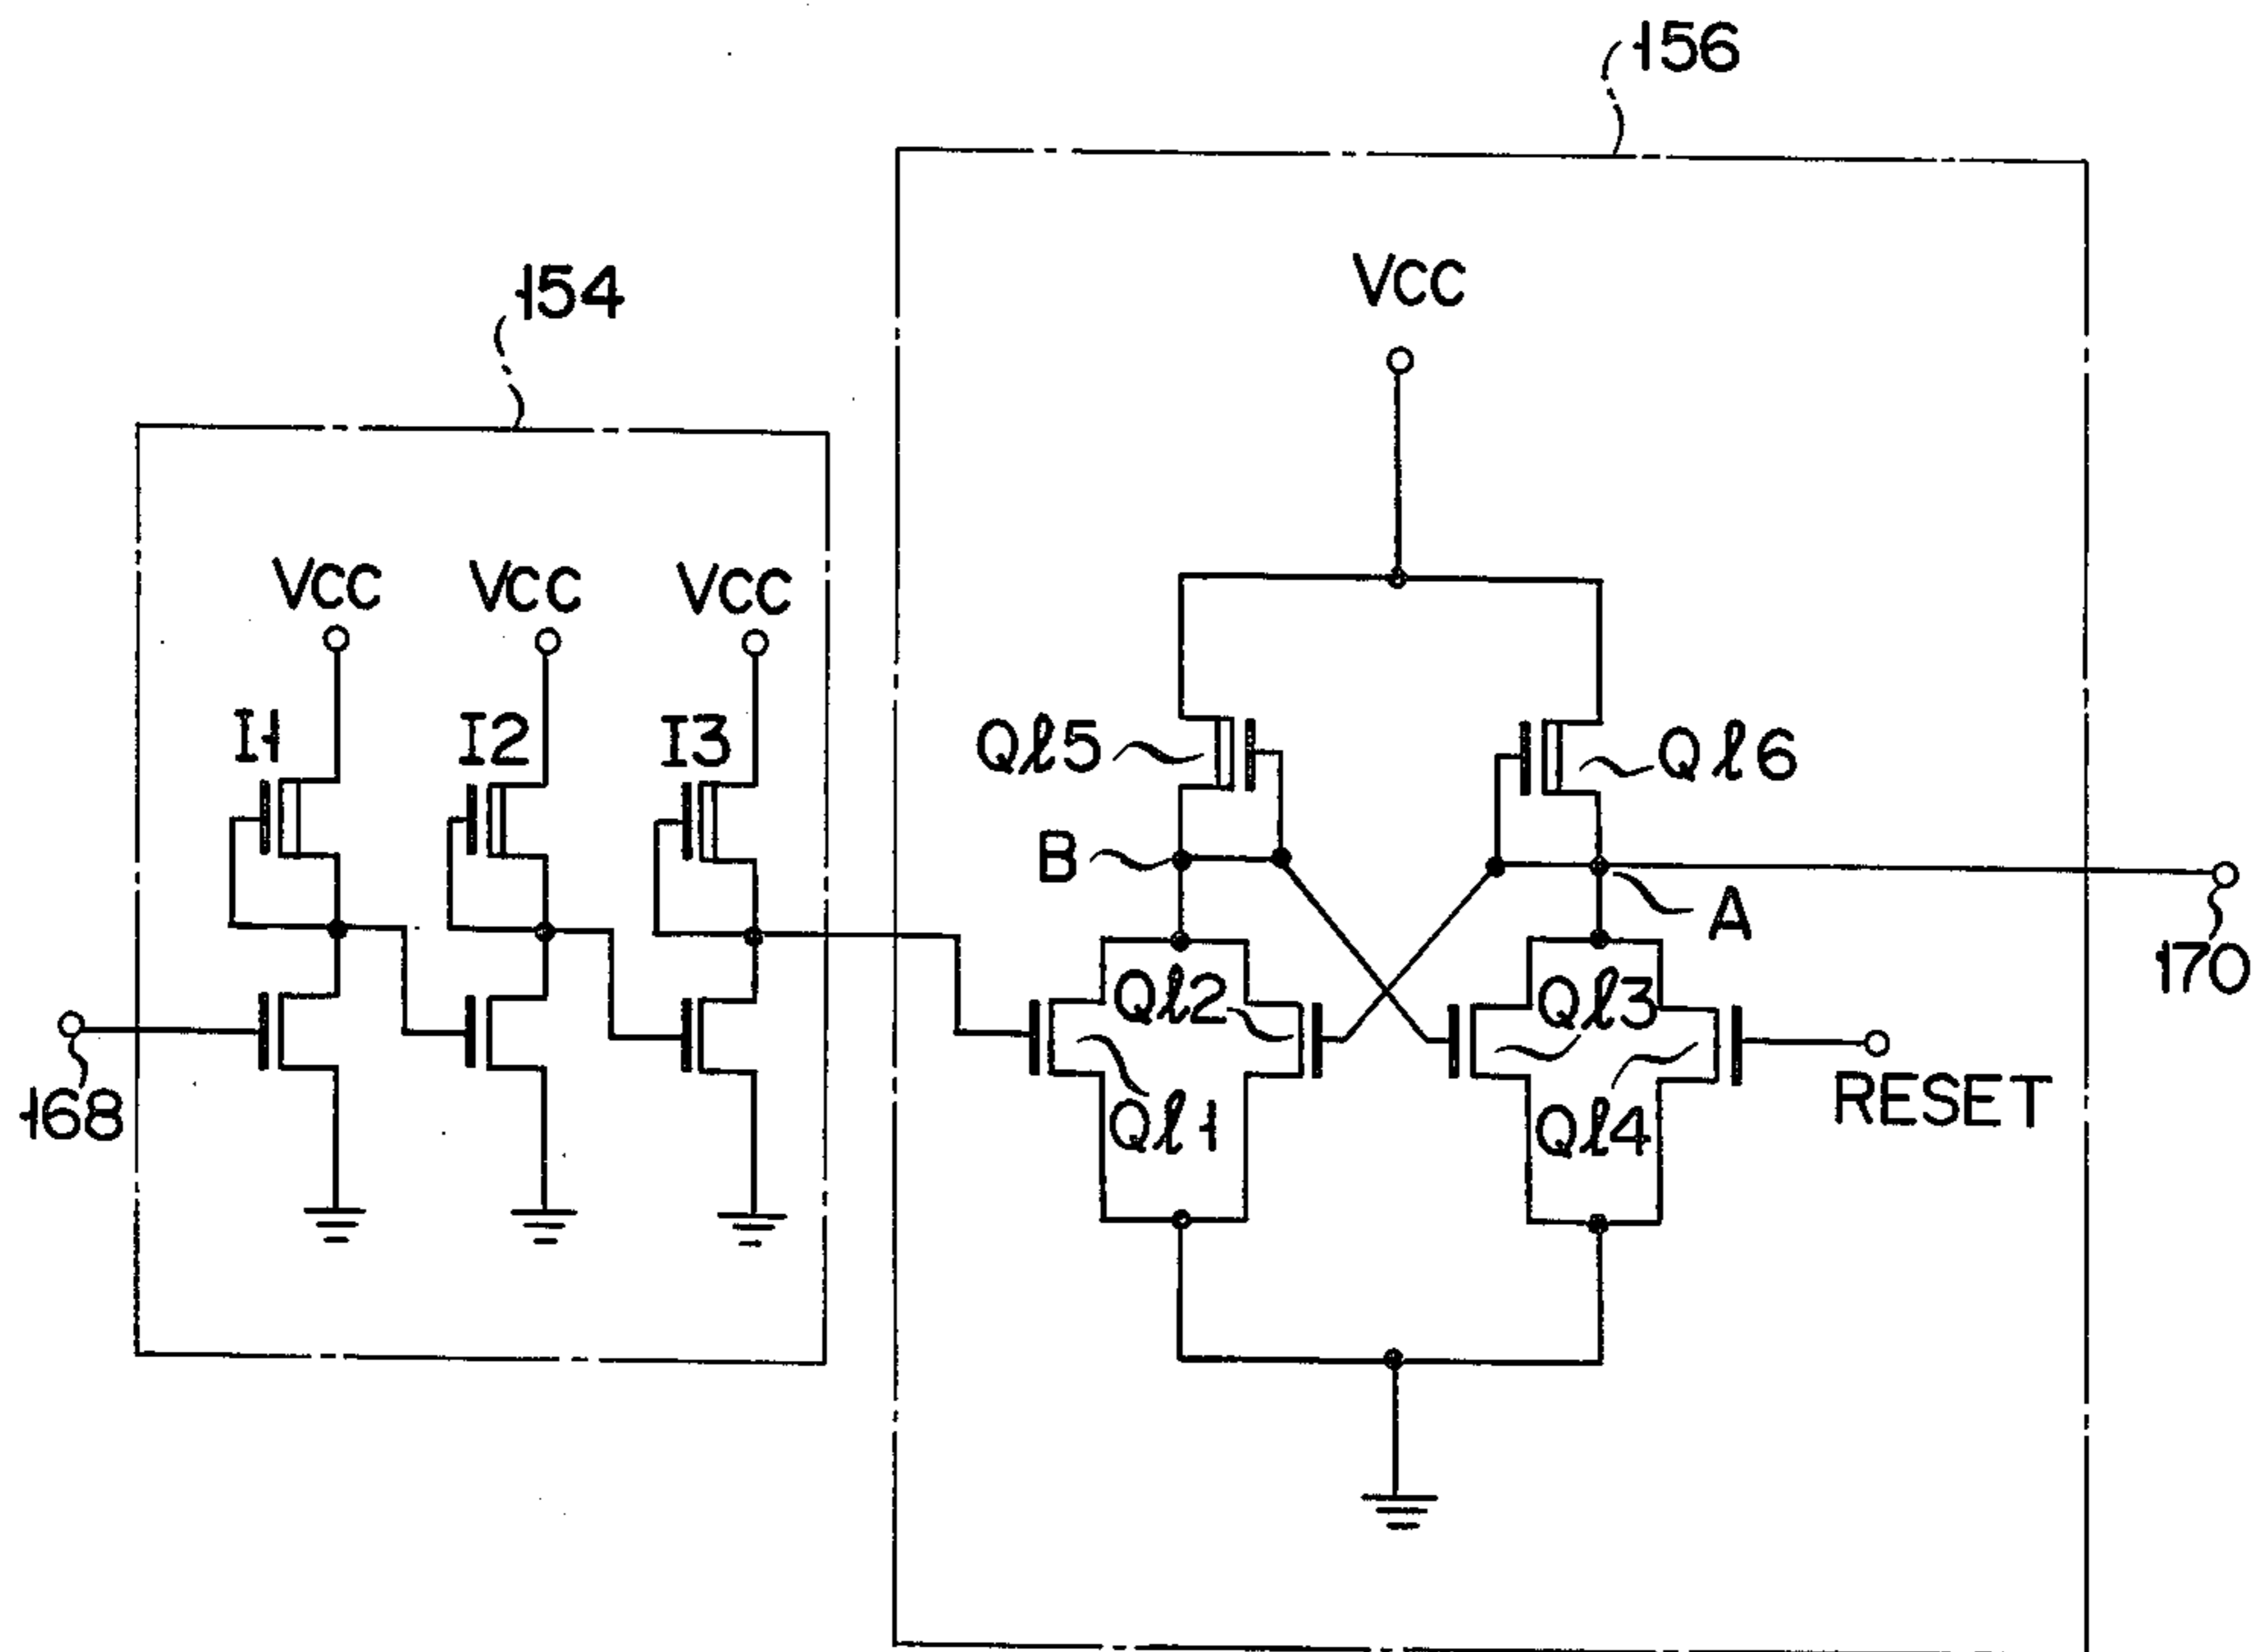 156
154
VCC
VCC VCC VCC
I1 I2 I3
Qℓ5 Qℓ6
B A
170
Qℓ2 Qℓ3
168 Qℓ1 Qℓ4 RESET